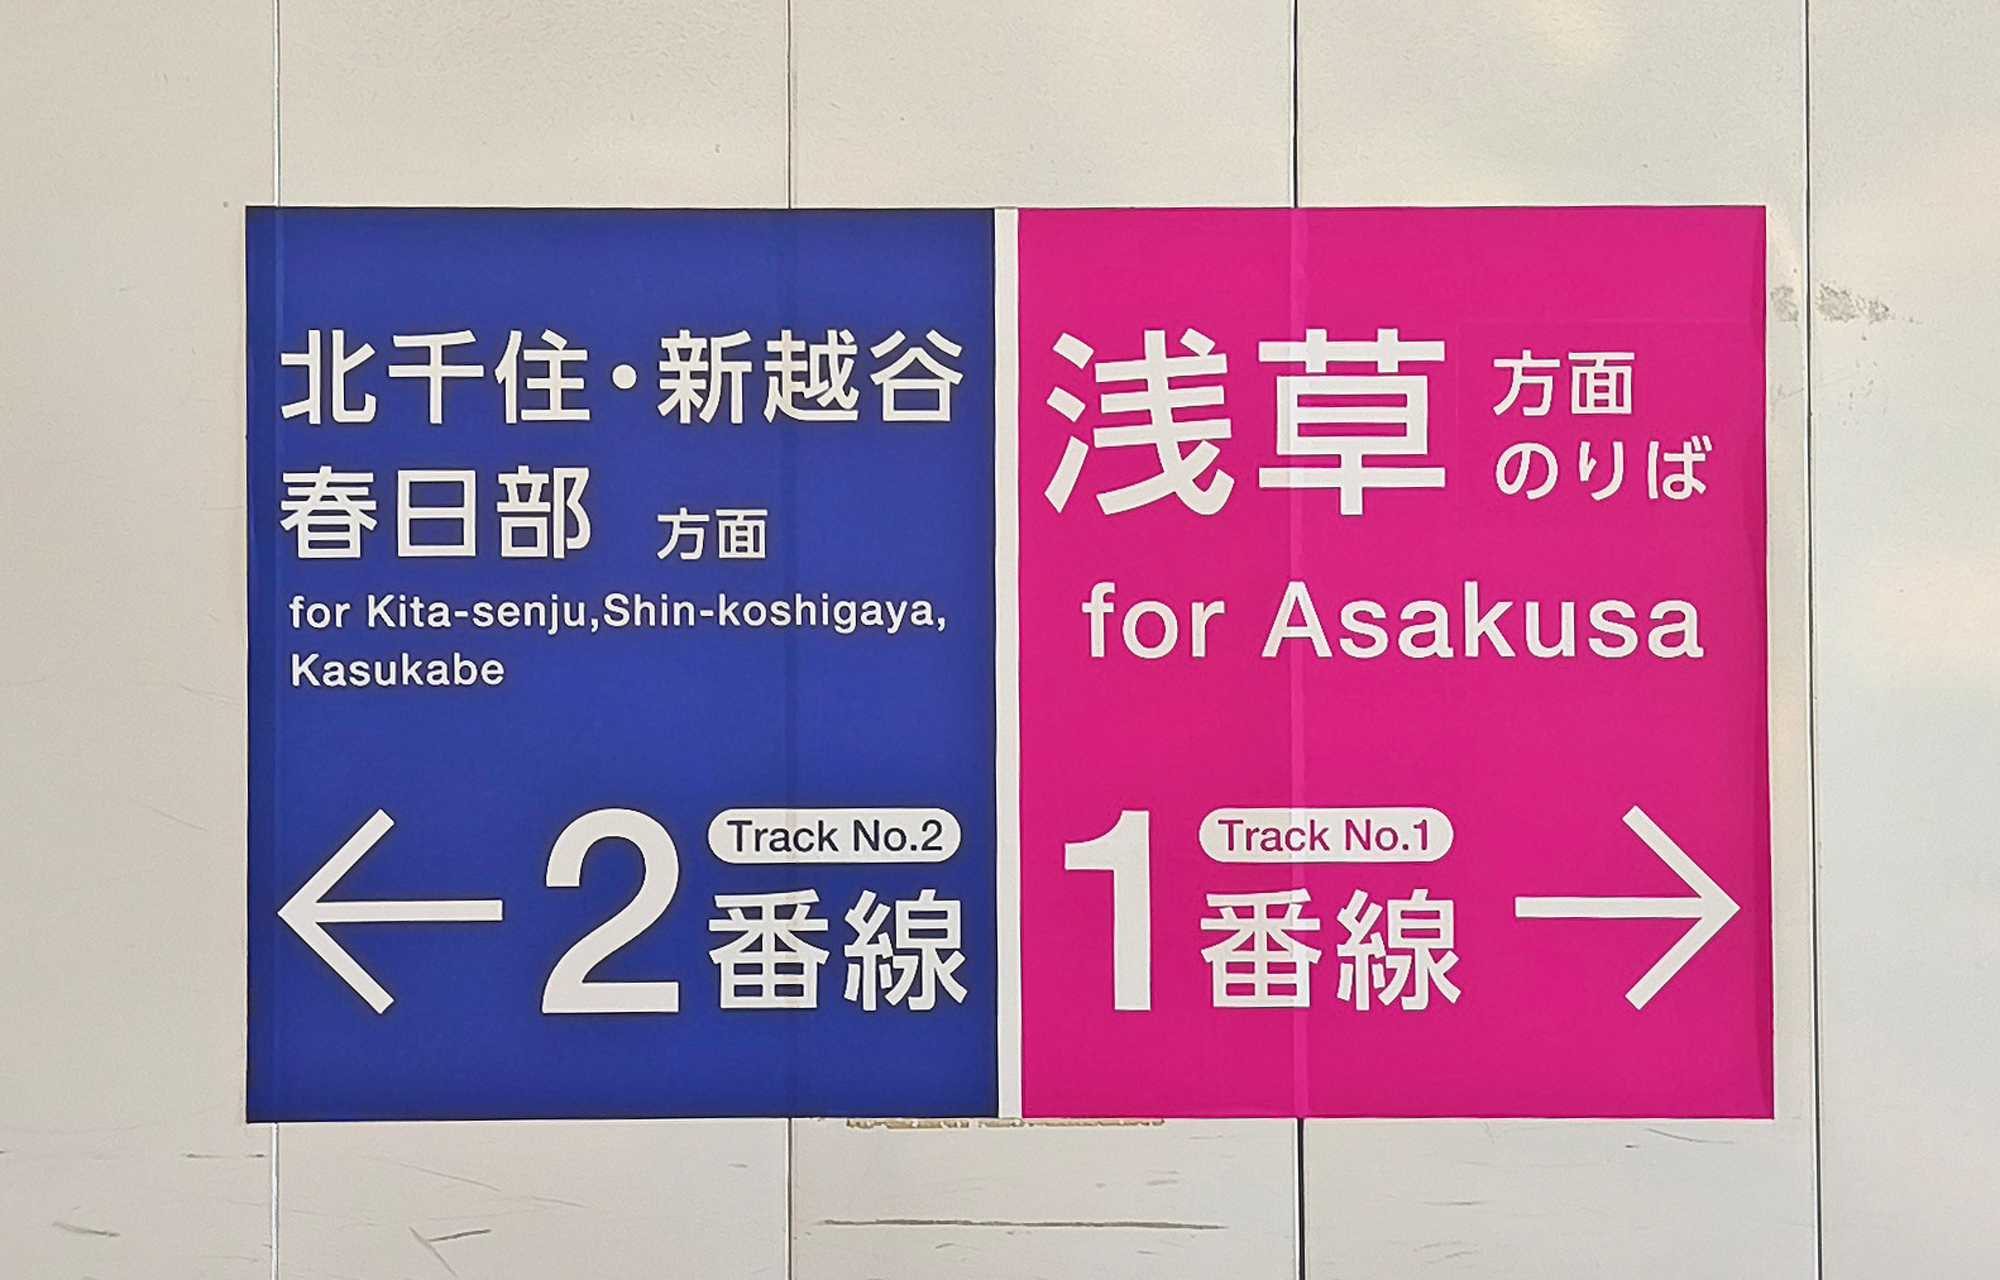 北千住・新越谷
春日部 方面
for Kita-senju,Shin-koshigaya,
Kasukabe
2
Track No.2
番線
浅草 方面
のりば
for Asakusa
1
Track No.1
番線